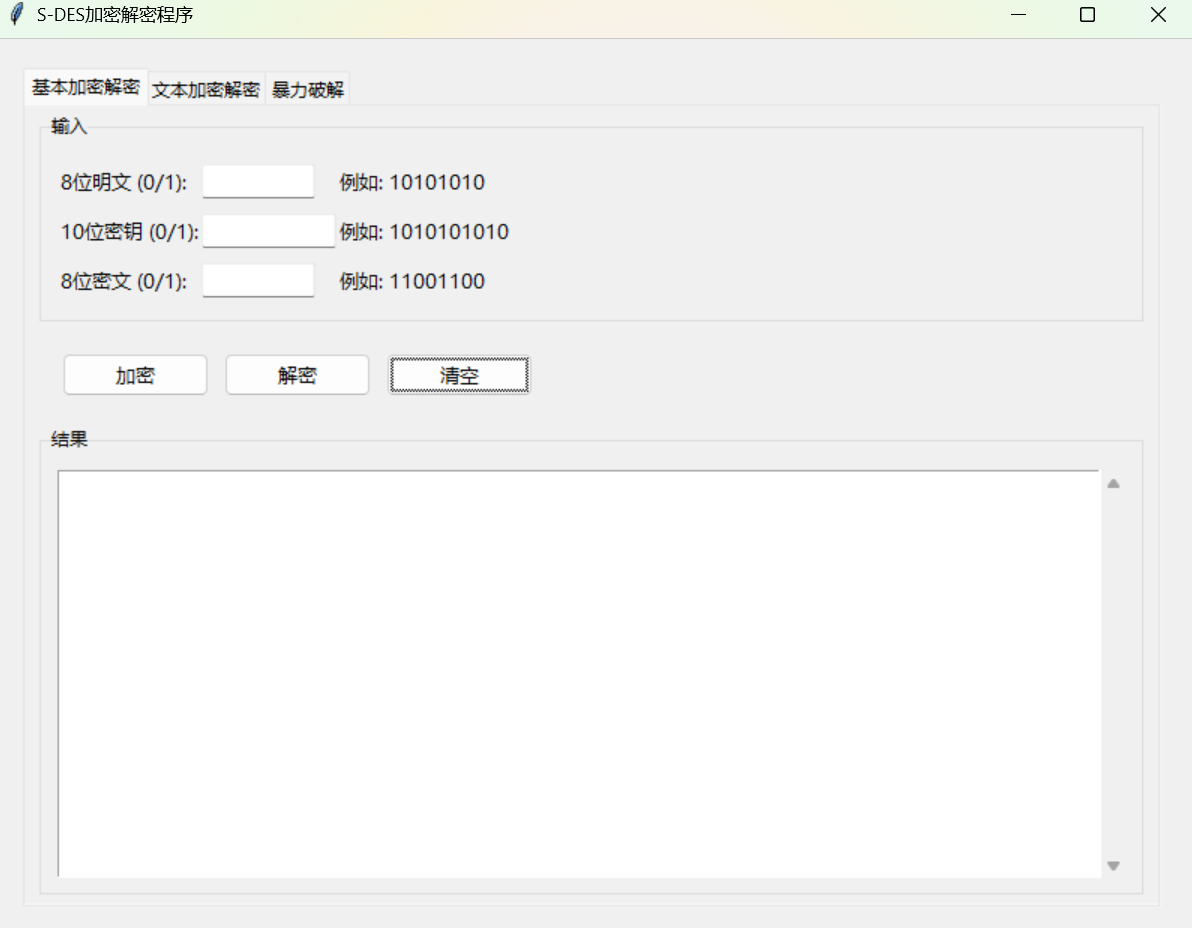 S-DES加密解密程序
基本加密解密 文本加密解密 暴力破解
输入
8位明文 (0/1): 例如: 10101010
10位密钥 (0/1): 例如: 1010101010
8位密文 (0/1): 例如: 11001100
加密 解密 清空
结果